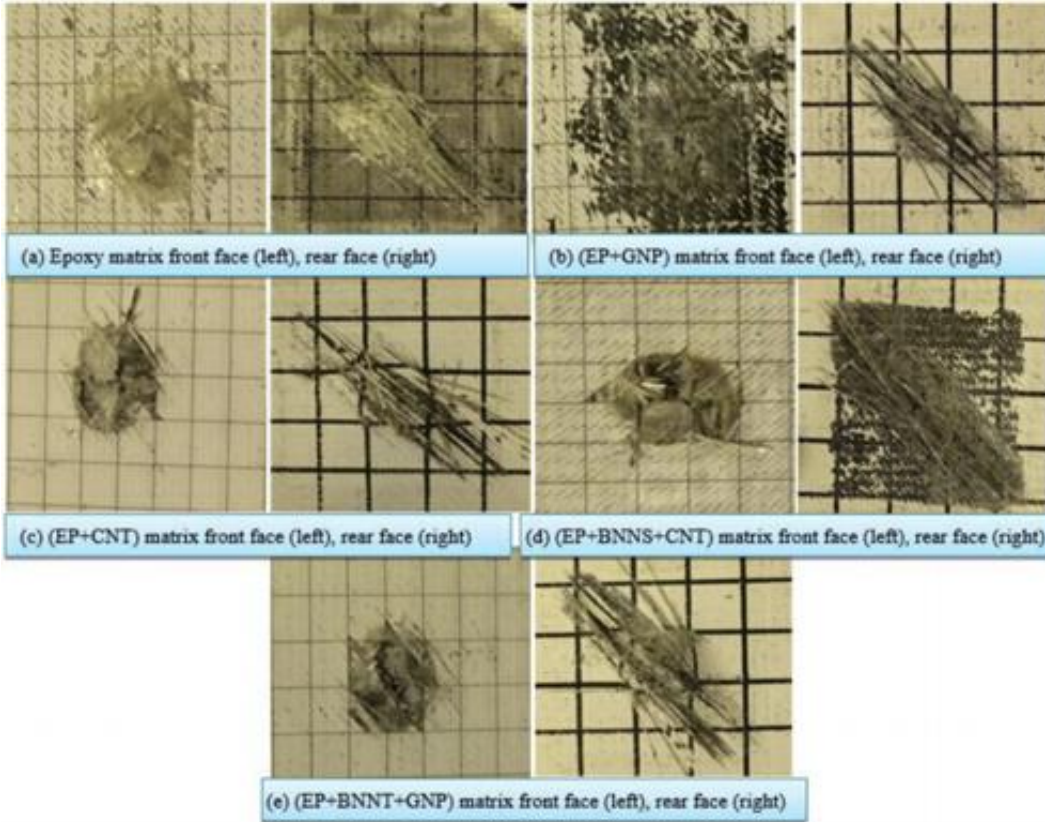 (a) Epoxy matrix front face (left), rear face (right)
(b) (EP+GNP) matrix front face (left), rear face (right)
(c) (EP+CNT) matrix front face (left), rear face (right)
(d) (EP+BNNS+CNT) matrix front face (left), rear face (right)
(e) (EP+BNNT+GNP) matrix front face (left), rear face (right)